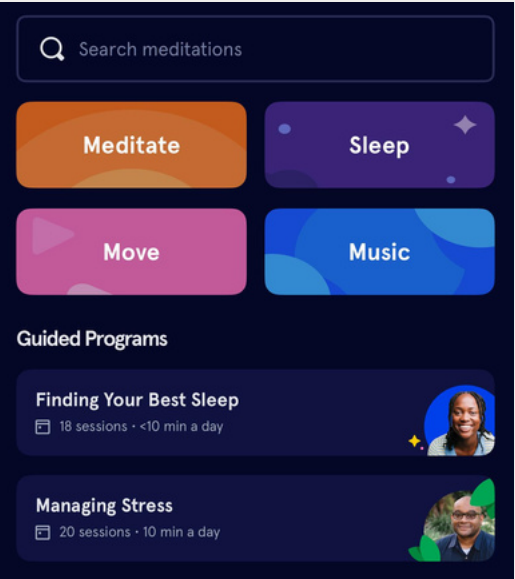 Search meditations
Meditate
Sleep
Move
Music
Guided Programs
Finding Your Best Sleep
18 sessions • <10 min a day
Managing Stress
20 sessions • 10 min a day